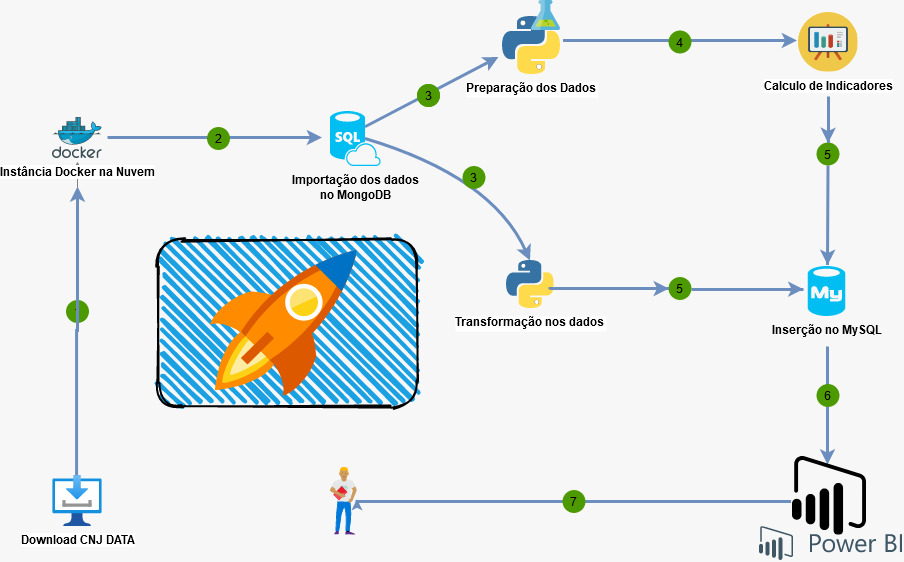 4
Preparação dos Dados
Calculo de Indicadores
3
2
SQL
docker
Instância Docker na Nuvem
Importação dos dados
no MongoDB
3
5
Transformação nos dados
5
My
Inserção no MySQL
6
7
Download CNJ DATA
Power BI